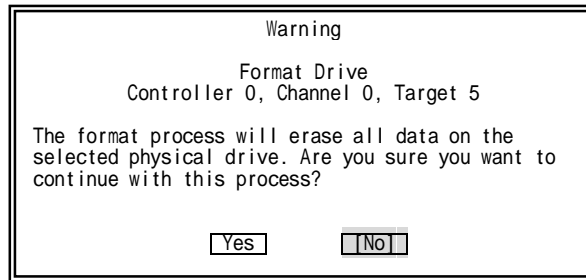 Warning
Format Drive
Controller 0, Channel 0, Target 5
The format process will erase all data on the
selected physical drive. Are you sure you want to
continue with this process?
Yes [No]